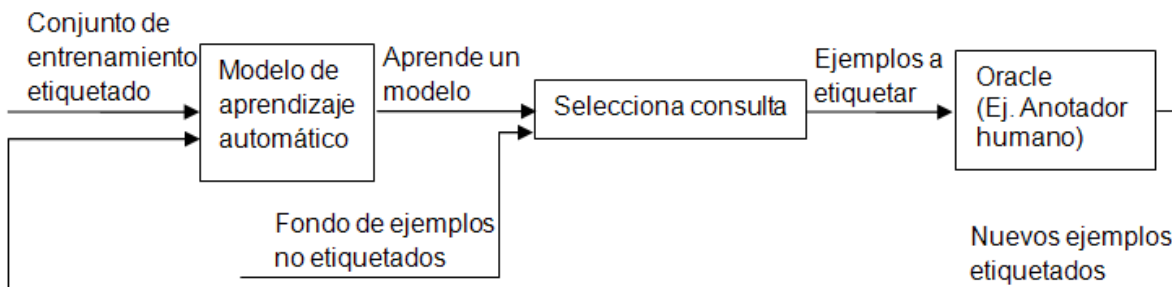 Conjunto de
entrenamiento
etiquetado
Modelo de
aprendizaje
automático
Aprende un
modelo
Selecciona consulta
Ejemplos a
etiquetar
Oracle
(Ej. Anotador
humano)
Fondo de ejemplos
no etiquetados
Nuevos ejemplos
etiquetados